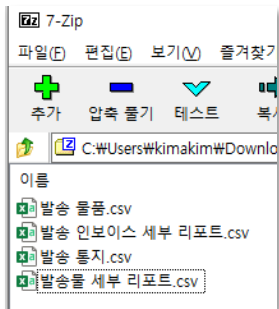 7-Zip
파일(F) 편집(E) 보기(V) 즐겨찾기
추가 압축 풀기 테스트
C:₩Users₩kimakim₩Downlo
이름
발송 물품.csv
발송 인보이스 세부 리포트.csv
발송 통지.csv
발송물 세부 리포트.csv